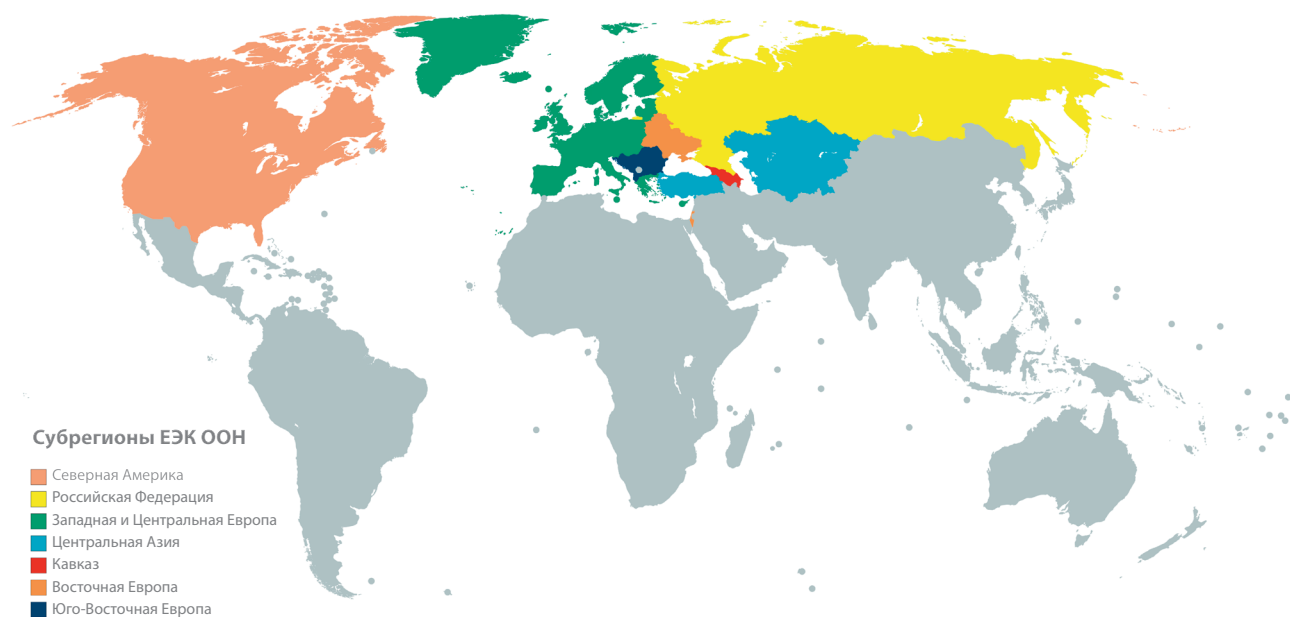 Субрегионы ЕЭК ООН
Северная Америка
Российская Федерация
Западная и Центральная Европа
Центральная Азия
Кавказ
Восточная Европа
Юго-Восточная Европа